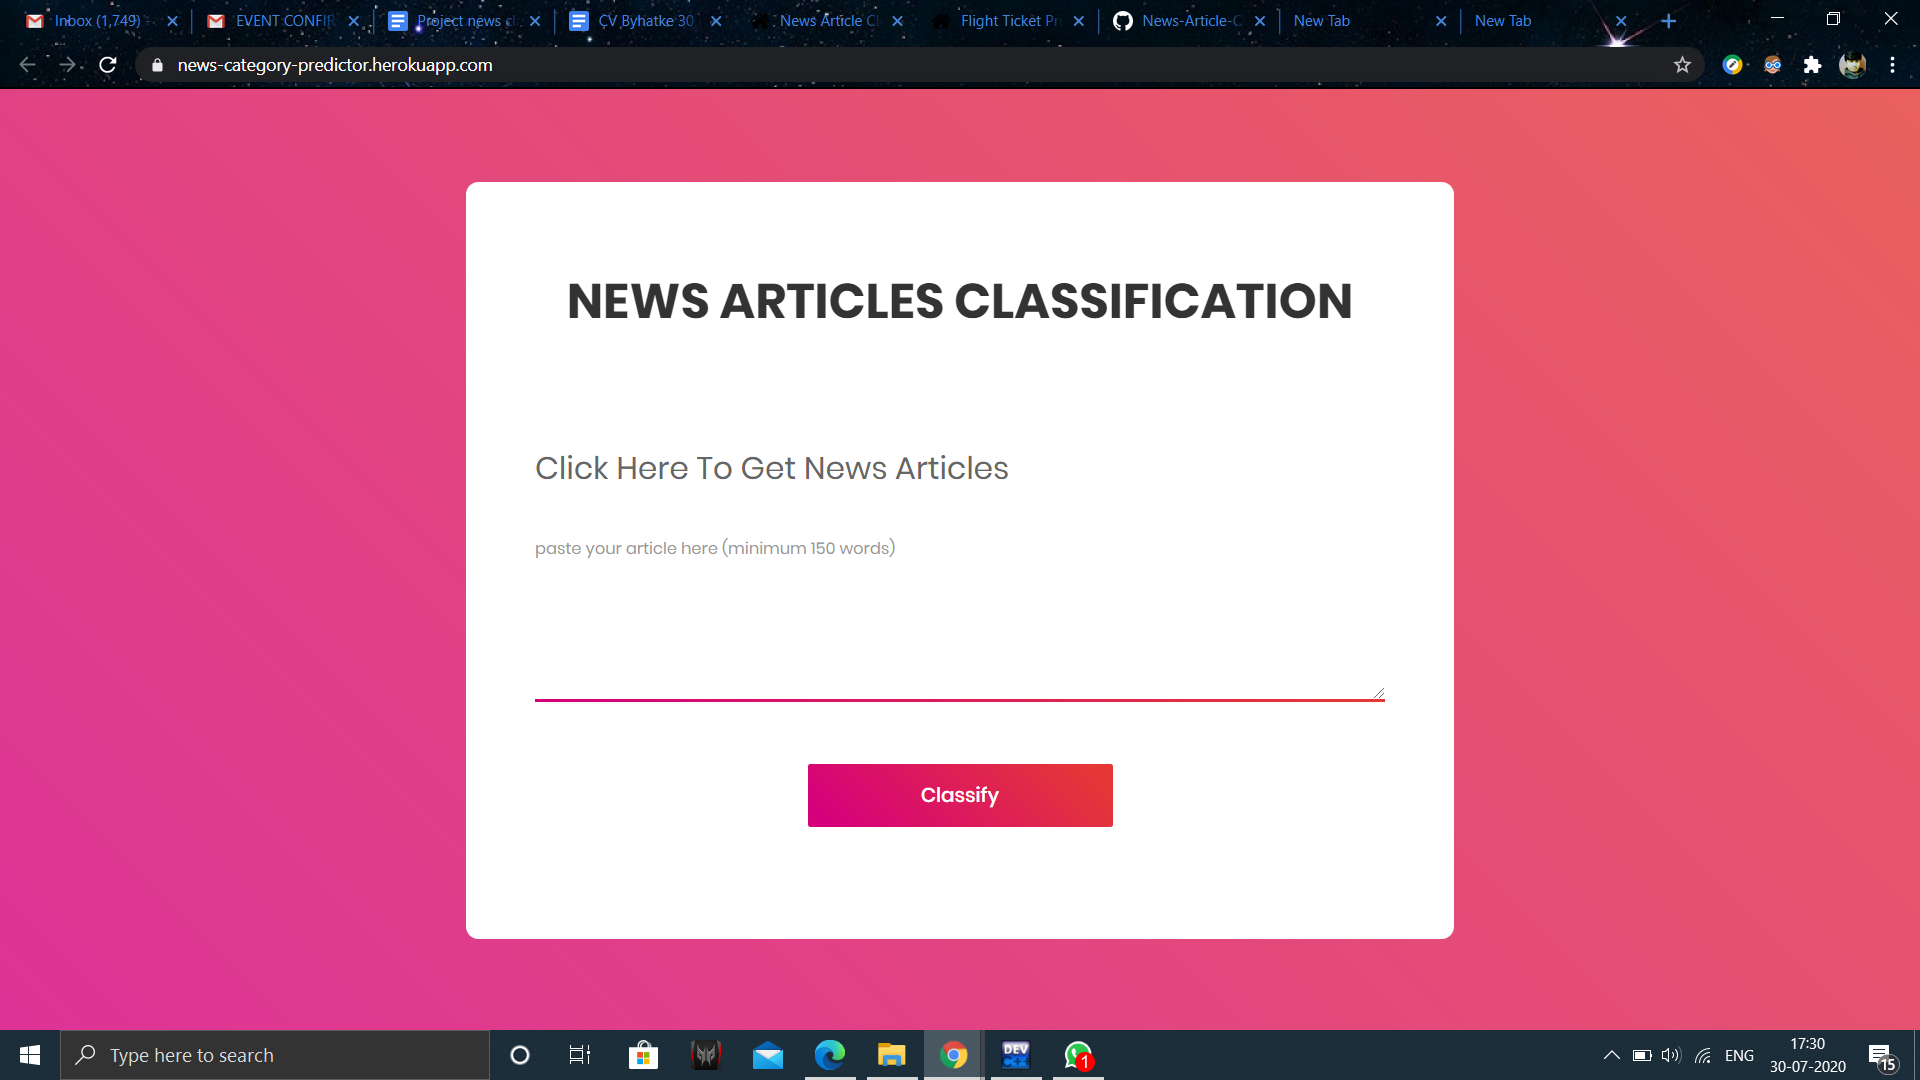 Inbox (1,749)
EVENT CONFIR
Project news c
CV Byhatke 30
News Article C
Flight Ticket Pr
News-Article-C
New Tab
New Tab
news-category-predictor.herokuapp.com
NEWS ARTICLES CLASSIFICATION
Click Here To Get News Articles
paste your article here (minimum 150 words)
Classify
Type here to search
DEV
C++
1
ENG
17:30
30-07-2020
15